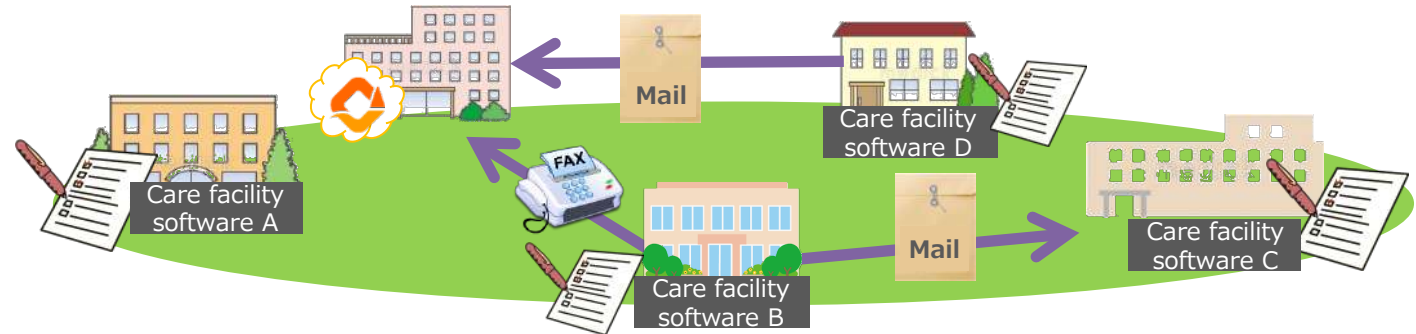 Mail
Care facility
software D
FAX
Care facility
software A
Mail
Care facility
software C
Care facility
software B